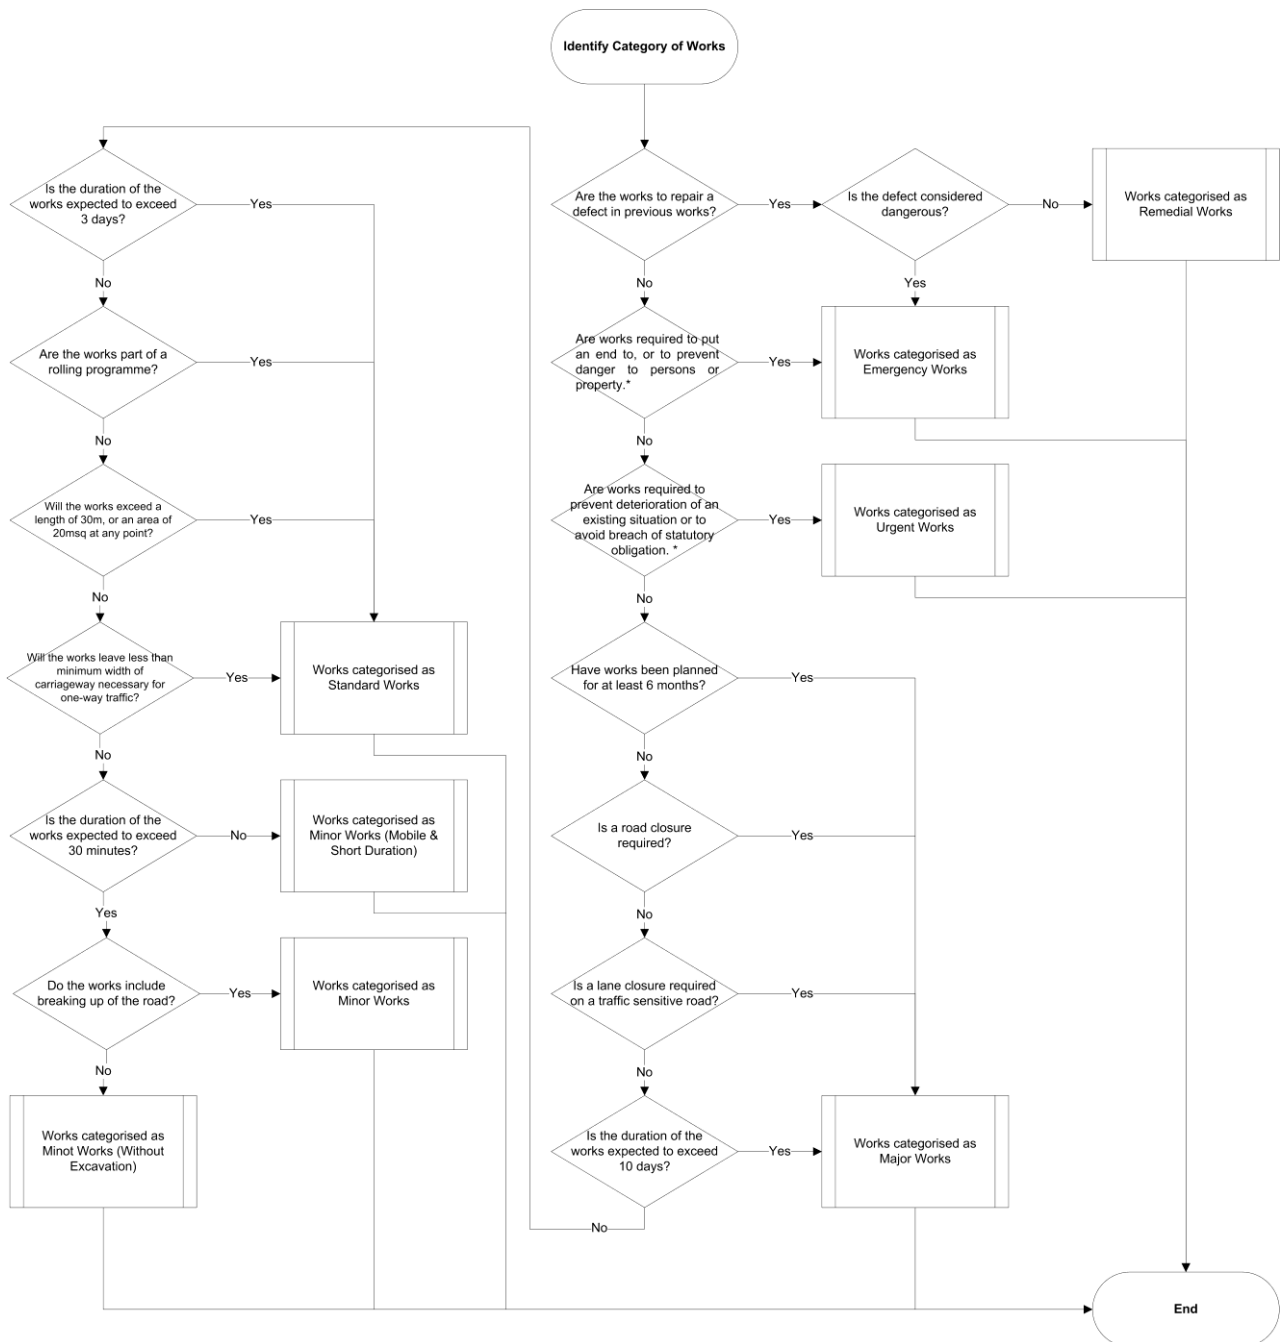 Identify Category of Works
Are the works to repair a
defect in previous works?
Yes
Is the defect considered
dangerous?
No
Works categorised as
Remedial Works
No
Yes
Are works required to put
an end to, or to prevent
danger to persons or
property.*
Yes
Works categorised as
Emergency Works
No
Are works required to
prevent deterioration of an
existing situation or to
avoid breach of statutory
obligation. *
Yes
Works categorised as
Urgent Works
No
Have works been planned
for at least 6 months?
Yes
No
Is a road closure
required?
Yes
No
Is a lane closure required
on a traffic sensitive road?
Yes
No
Is the duration of the
works expected to exceed
10 days?
Yes
Works categorised as
Major Works
No
Is the duration of the
works expected to exceed
3 days?
Yes
No
Are the works part of a
rolling programme?
Yes
No
Will the works exceed a
length of 30m, or an area of
20msq at any point?
Yes
No
Will the works leave less than
minimum width of
carriageway necessary for
one-way traffic?
Yes
Works categorised as
Standard Works
No
Is the duration of the
works expected to exceed
30 minutes?
No
Works categorised as
Minor Works (Mobile &
Short Duration)
Yes
Do the works include
breaking up of the road?
Yes
Works categorised as
Minor Works
No
Works categorised as
Minot Works (Without
Excavation)
End